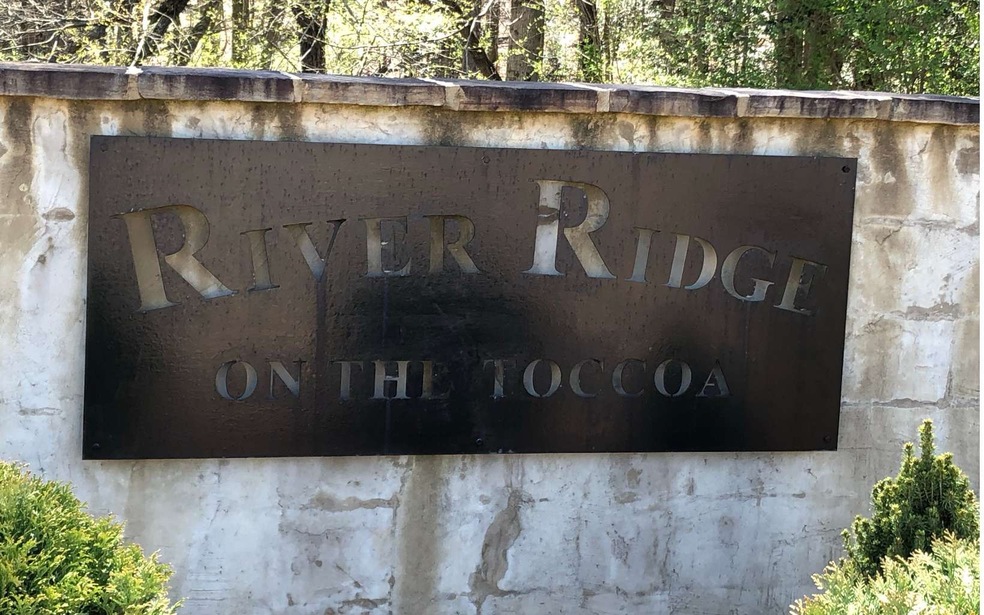 RIVER RIDGE
ON THE TOCCOA